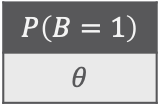 P(B = 1)
θ